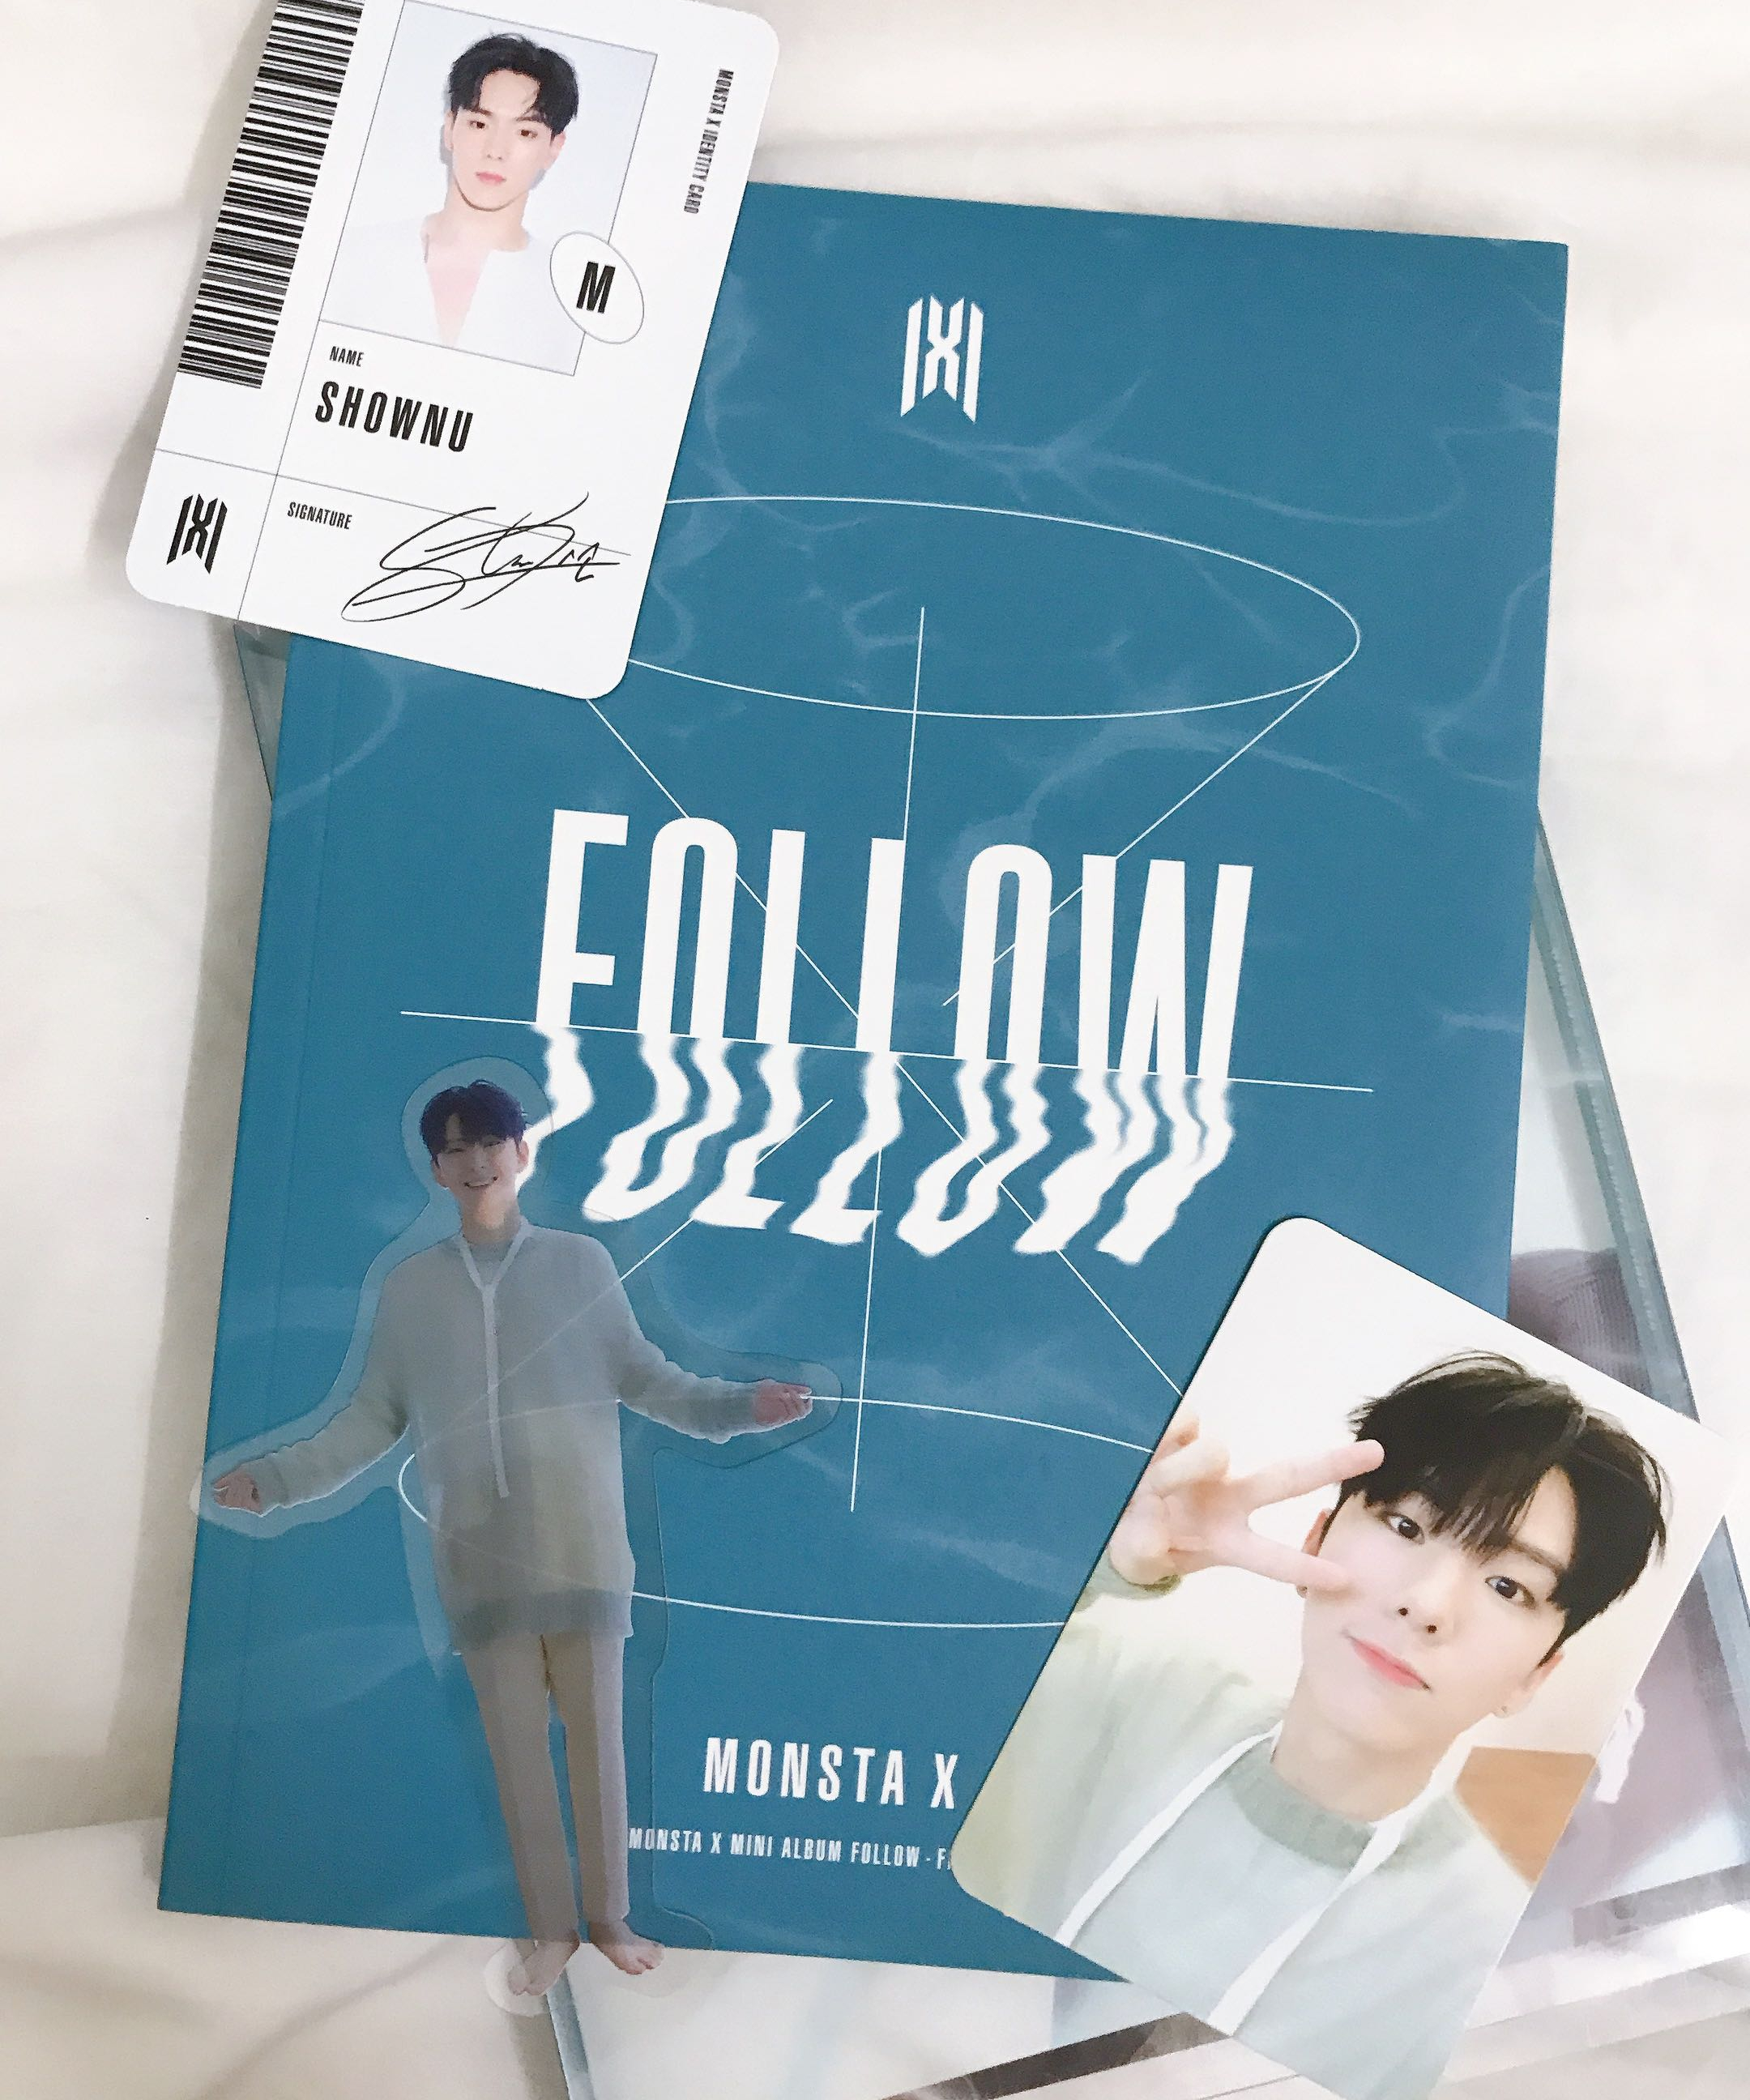 MONSTA X IDENTITY CARD
M
NAME
SHOWNU
SIGNATURE
FOLLOW
MONSTA X
MONSTA X MINI ALBUM FOLLOW -